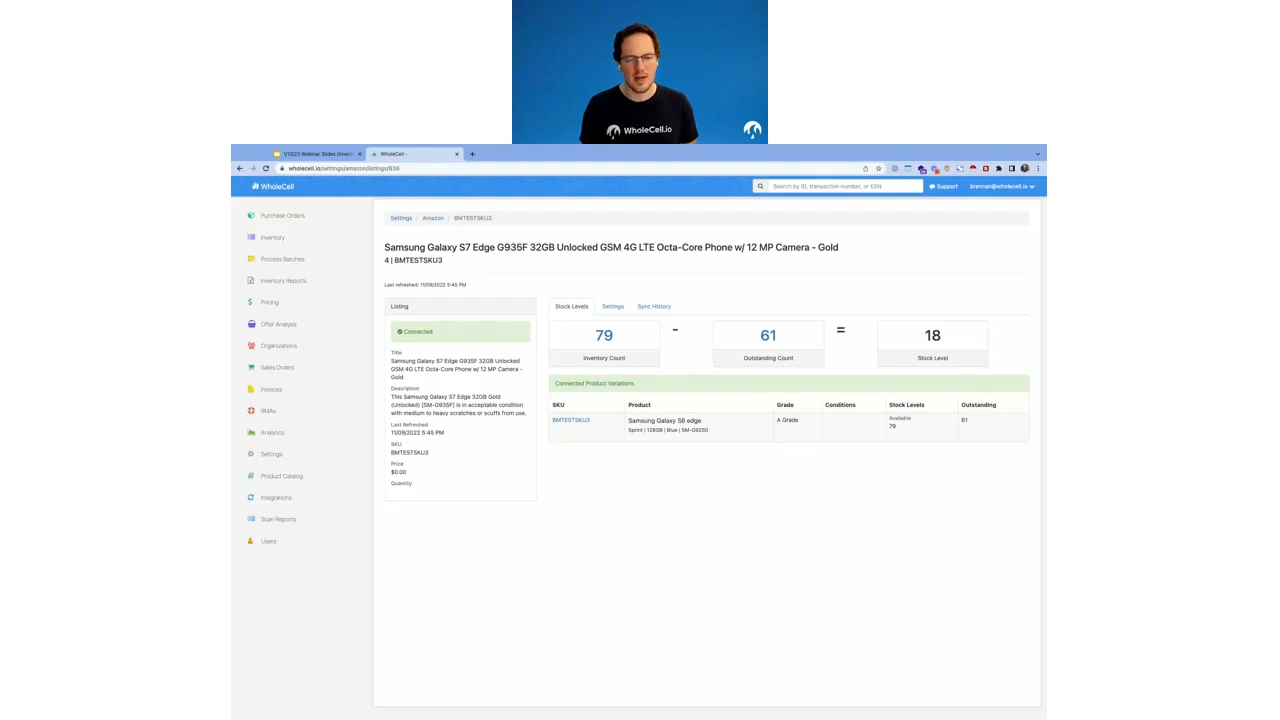 WholeCell.io
1/13/23 Webinar Slides (Inven
WholeCell -
wholecell.io/settings/amazon/listings/836
WholeCell
Search by ID, transaction number, or ESN
Support
brennan@wholecell.io
Purchase Orders
Inventory
Process Batches
Inventory Reports
Pricing
Offer Analysis
Organizations
Sales Orders
Invoices
RMAs
Analytics
Settings
Product Catalog
Integrations
Scan Reports
Users
Settings / Amazon / BMTESTSKU3
Samsung Galaxy S7 Edge G935F 32GB Unlocked GSM 4G LTE Octa-Core Phone w/ 12 MP Camera - Gold
4 | BMTESTSKU3
Last refreshed: 11/09/2022 5:45 PM
Listing
Connected
Title
Samsung Galaxy S7 Edge G935F 32GB Unlocked
GSM 4G LTE Octa-Core Phone w/ 12 MP Camera -
Gold
Description
This Samsung Galaxy S7 Edge 32GB Gold
(Unlocked) [SM-G935F] is in acceptable condition
with medium to heavy scratches or scuffs from use.
Last Refreshed
11/09/2022 5:45 PM
SKU
BMTESTSKU3
Price
$0.00
Quantity
Stock Levels Settings Sync History
79 - 61 = 18
Inventory Count Outstanding Count Stock Level
Connected Product Variations
SKU Product Grade Conditions Stock Levels Outstanding
BMTESTSKU3 Samsung Galaxy S6 edge A Grade Available 61
Sprint | 128GB | Blue | SM-G9250 79